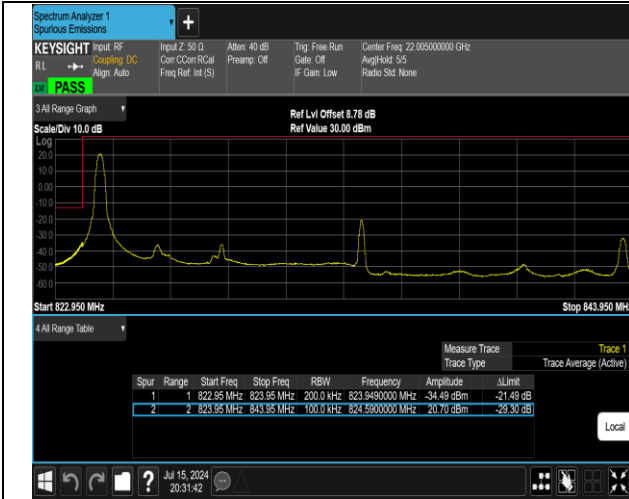 Spectrum Analyzer 1
Spurious Emissions
+
KEYSIGHT Input: RF Input Z: 50 Ω Atten: 40 dB Trig: Free Run Center Freq: 22.005000000 GHz
RL Coupling: DC Corr CCorr RCal Preamp: Off Gate: Off Avg|Hold: 5/5
Align: Auto Freq Ref: Int (S) IF Gain: Low Radio Std: None
PASS
3 All Range Graph
Ref Lvl Offset 8.78 dB
Scale/Div 10.0 dB Ref Value 30.00 dBm
Log
20.0
10.0
0.00
-10.0
-20.0
-30.0
-40.0
-50.0
-60.0
Start 822.950 MHz Stop 843.950 MHz
4 All Range Table
Measure Trace Trace 1
Trace Type Trace Average (Active)
Spur Range Start Freq Stop Freq RBW Frequency Amplitude ΔLimit
1 1 822.95 MHz 823.95 MHz 200.0 kHz 823.9490000 MHz -34.49 dBm -21.49 dB
2 2 823.95 MHz 843.95 MHz 100.0 kHz 824.5900000 MHz 20.70 dBm -29.30 dB
Local
? Jul 15, 2024
20:31:42